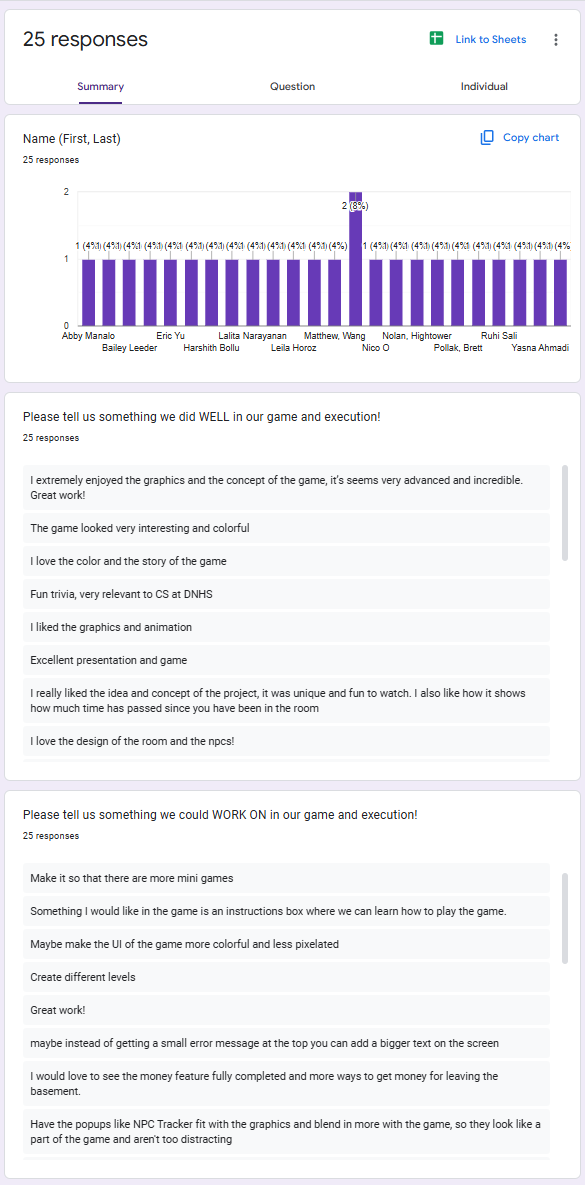 25 responses
Link to Sheets
Summary
Question
Individual
Name (First, Last)
Copy chart
25 responses
2
2 (8%)
1 (4%) 1 (4%) 1 (4%) 1 (4%) 1 (4%) 1 (4%) 1 (4%) 1 (4%) 1 (4%) 1 (4%) 1 (4%) 1 (4%) 1 (4%) 1 (4%) 1 (4%) 1 (4%) 1 (4%) 1 (4%) 1 (4%) 1 (4%) 1 (4%) 1 (4%) 1 (4%)
1
0
Abby Manalo Eric Yu Lalita Narayanan Matthew, Wang Nolan, Hightower Ruhi Sali
Bailey Leeder Harshith Bollu Leila Horoz Nico O Pollak, Brett Yasna Ahmadi
Please tell us something we did WELL in our game and execution!
25 responses
I extremely enjoyed the graphics and the concept of the game, it's seems very advanced and incredible.
Great work!
The game looked very interesting and colorful
I love the color and the story of the game
Fun trivia, very relevant to CS at DNHS
I liked the graphics and animation
Excellent presentation and game
I really liked the idea and concept of the project, it was unique and fun to watch. I also like how it shows
how much time has passed since you have been in the room
I love the design of the room and the npcs!
Please tell us something we could WORK ON in our game and execution!
25 responses
Make it so that there are more mini games
Something I would like in the game is an instructions box where we can learn how to play the game.
Maybe make the UI of the game more colorful and less pixelated
Create different levels
Great work!
maybe instead of getting a small error message at the top you can add a bigger text on the screen
I would love to see the money feature fully completed and more ways to get money for leaving the
basement.
Have the popups like NPC Tracker fit with the graphics and blend in more with the game, so they look like a
part of the game and aren't too distracting